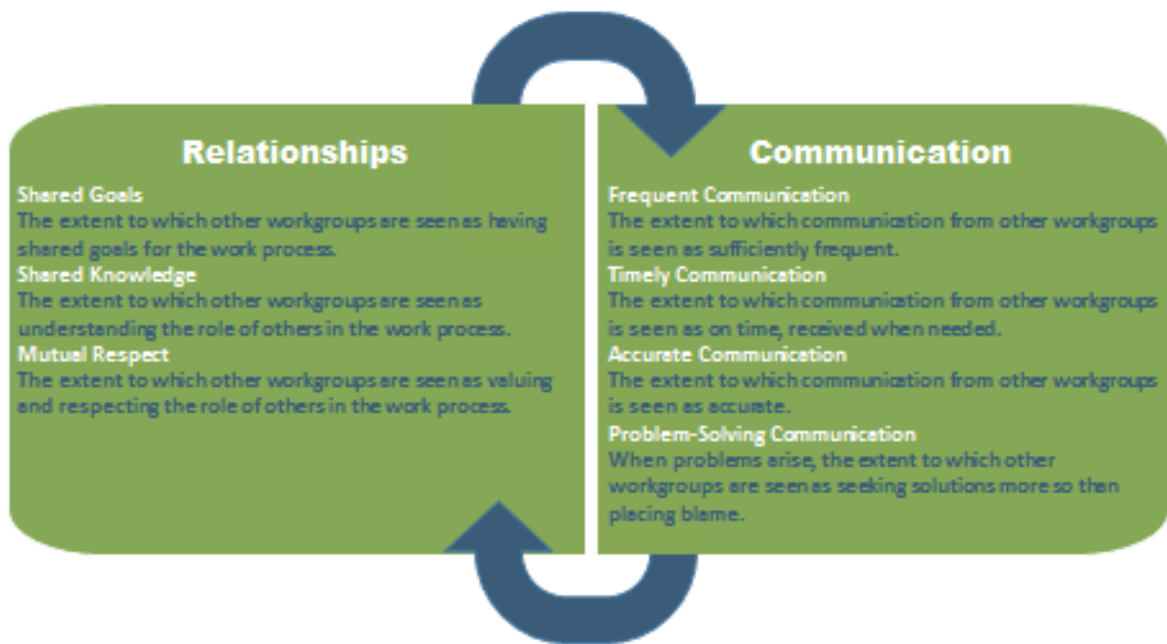 Relationships
Shared Goals
The extent to which other workgroups are seen as having
shared goals for the work process.
Shared Knowledge
The extent to which other workgroups are seen as
understanding the role of others in the work process.
Mutual Respect
The extent to which other workgroups are seen as valuing
and respecting the role of others in the work process.
Communication
Frequent Communication
The extent to which communication from other workgroups
is seen as sufficiently frequent.
Timely Communication
The extent to which communication from other workgroups
is seen as on time, received when needed.
Accurate Communication
The extent to which communication from other workgroups
is seen as accurate.
Problem-Solving Communication
When problems arise, the extent to which other
workgroups are seen as seeking solutions more so than
placing blame.